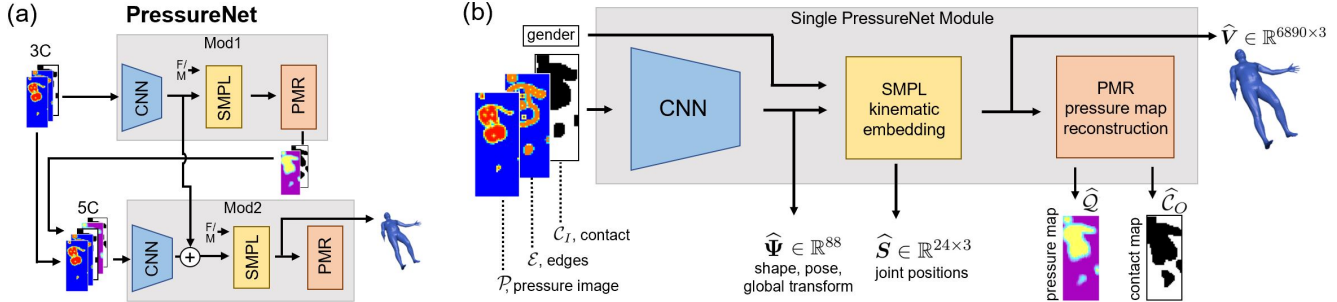 (a)
PressureNet
3C
Mod1
CNN
F/
M
SMPL
PMR
5C
Mod2
CNN
+
F/
M
SMPL
PMR
(b)
Single PressureNet Module
gender
CNN
SMPL
kinematic
embedding
PMR
pressure map
reconstruction
V̂ ∈ ℝ^{6890×3}
C_I, contact
ℰ, edges
𝒫, pressure image
Ψ̂ ∈ ℝ^{88}
shape, pose,
global transform
Ŝ ∈ ℝ^{24×3}
joint positions
Q̂
pressure map
Ĉ_O
contact map